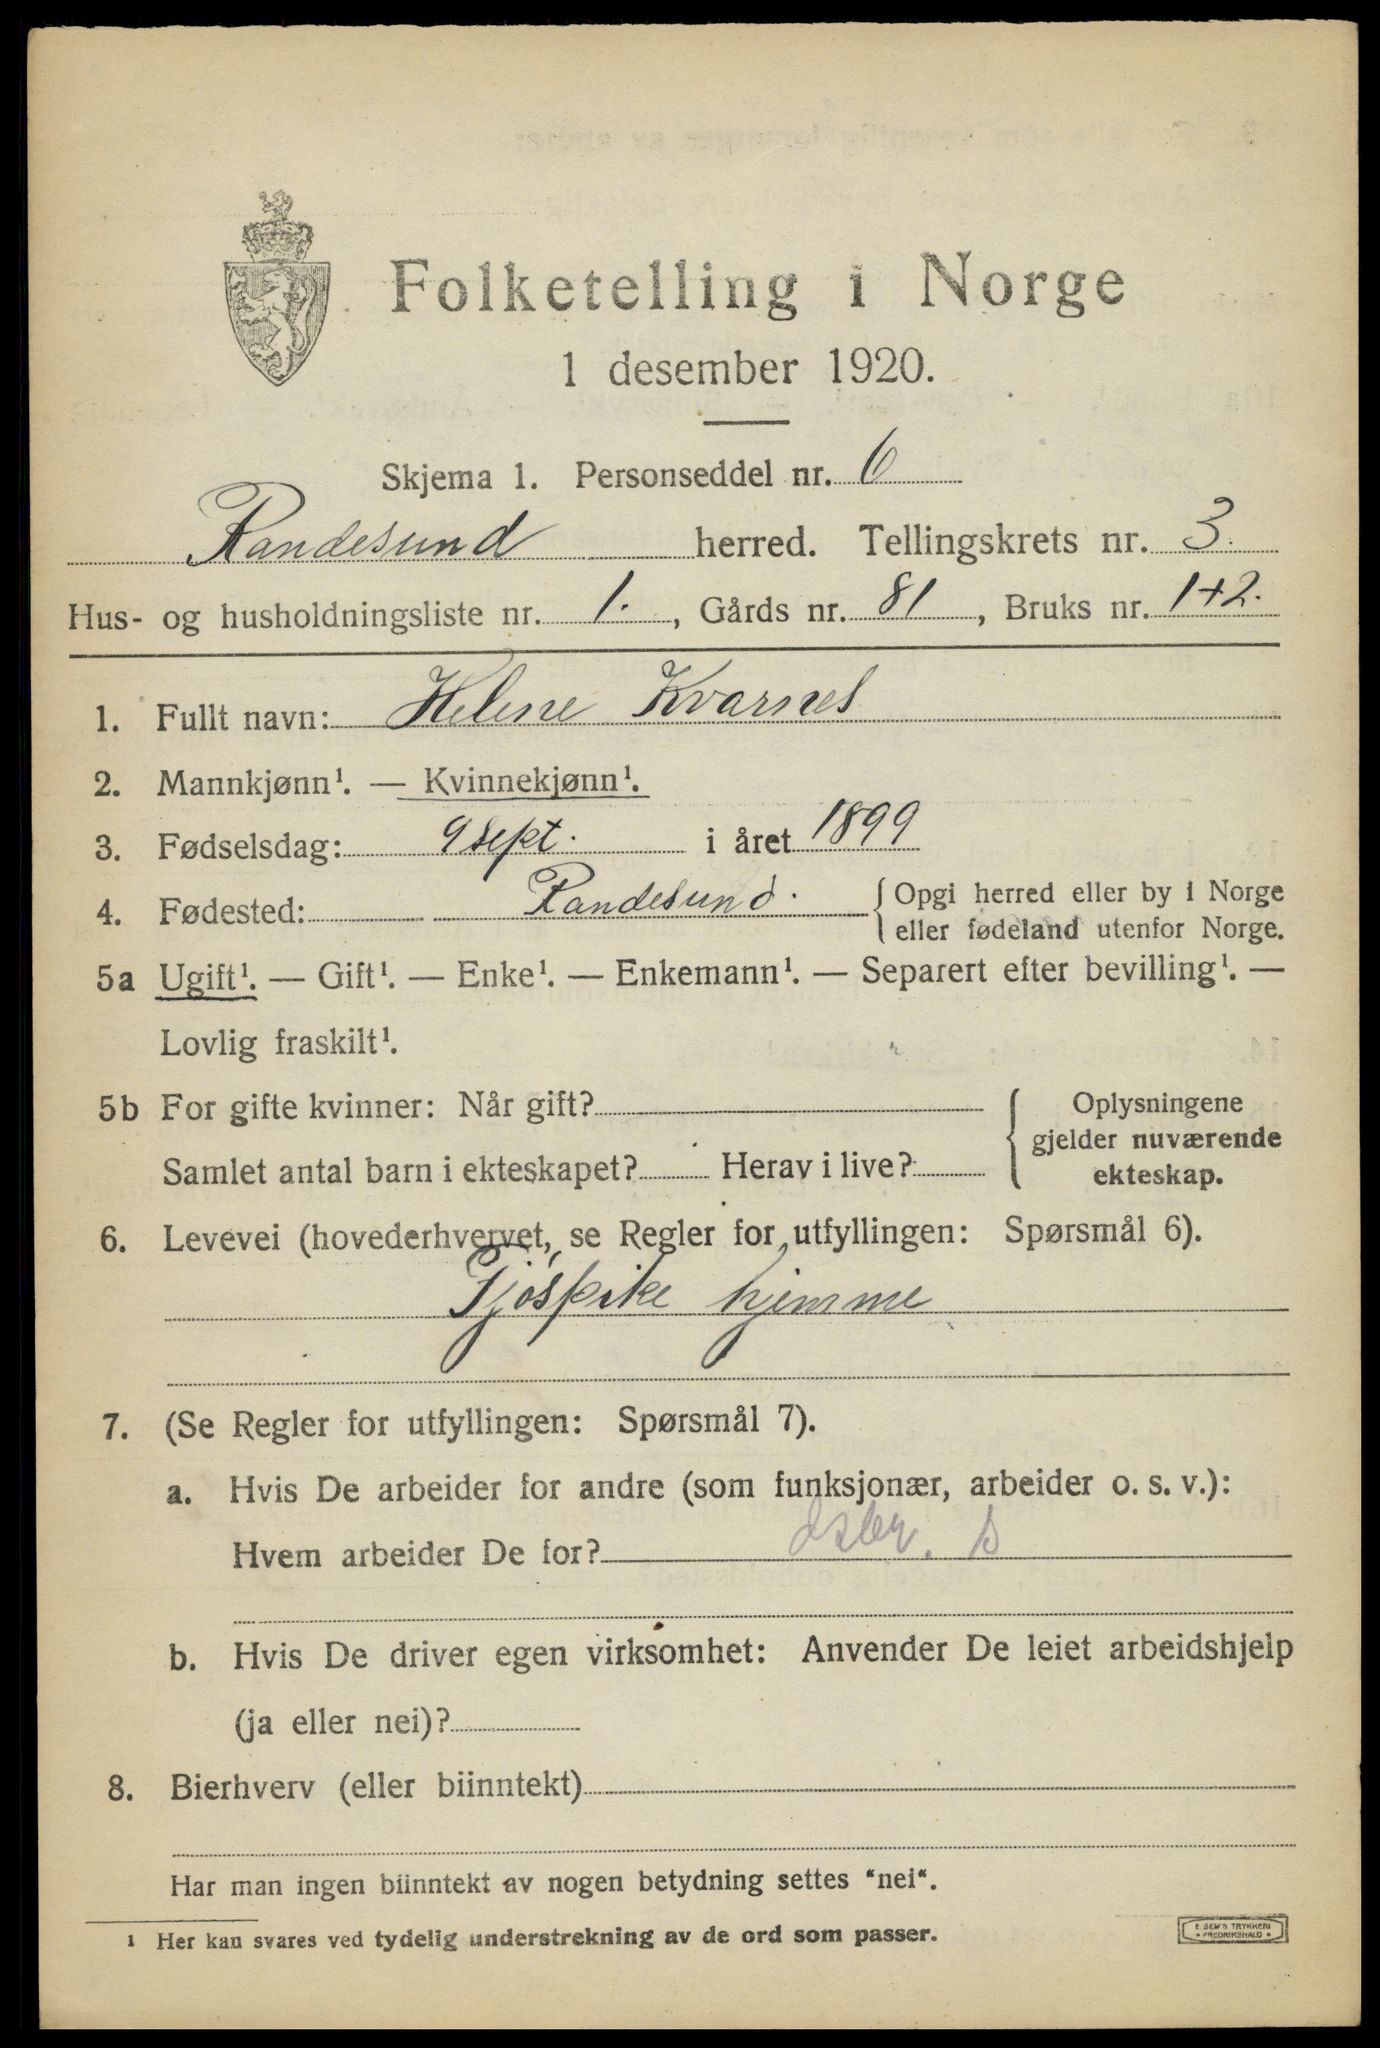 Folketelling i Norge
1 desember 1920.
Skjema 1. Personseddel nr. 6
Randesund herred. Tellingskrets nr. 3.
Hus- og husholdningsliste nr. 1., Gårds nr. 81, Bruks nr. 1+2.
1. Fullt navn: Helene Kvarnes
2. Mannkjønn¹. — Kvinnekjønn¹.
3. Fødselsdag: 9 sept. i året 1899
4. Fødested: Randesund. Opgi herred eller by i Norge
eller fødeland utenfor Norge.
5a Ugift¹. — Gift¹. — Enke¹. — Enkemann¹. — Separert efter bevilling¹. —
Lovlig fraskilt¹.
5b For gifte kvinner: Når gift? Oplysningene
gjelder nuværende
Samlet antal barn i ekteskapet? Herav i live? ekteskap.
6. Levevei (hovederhvervet, se Regler for utfyllingen: Spørsmål 6).
Tjóspike hjemme
7. (Se Regler for utfyllingen: Spørsmål 7).
a. Hvis De arbeider for andre (som funksjonær, arbeider o. s. v.):
Hvem arbeider De for?
b. Hvis De driver egen virksomhet: Anvender De leiet arbeidshjelp
(ja eller nei)?
8. Bierhverv (eller biinntekt)
Har man ingen biinntekt av nogen betydning settes "nei".
1 Her kan svares ved tydelig understrekning av de ord som passer.
E. SEM'S TRYKKERI
• FREDRIKSHALD •